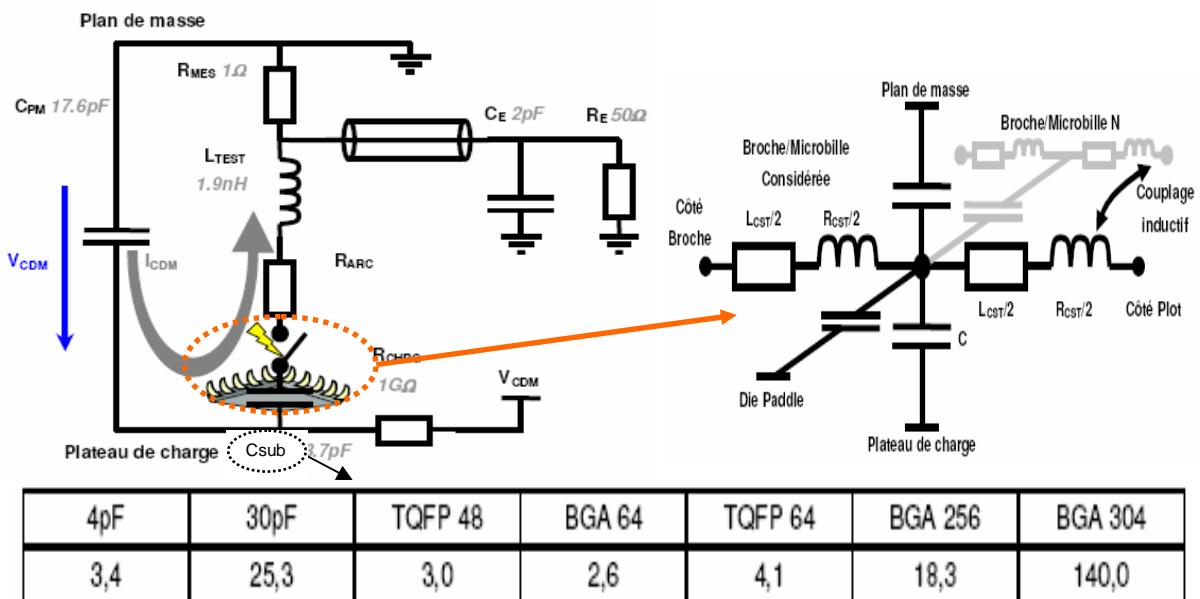 Plan de masse
RMES 1Ω
CPM 17.6pF
CE 2pF
RE 50Ω
LTEST
1.9nH
VCDM
ICDM
RARC
1GΩ
VCDM
Plateau de charge
Csub
Plan de masse
Broche/Microbille N
Broche/Microbille
Considérée
Couplage
inductif
Côté
Broche
LCST/2
RCST/2
LCST/2
RCST/2
Côté Plot
C
Die Paddle
Plateau de charge
4pF 30pF TQFP 48 BGA 64 TQFP 64 BGA 256 BGA 304
3,4 25,3 3,0 2,6 4,1 18,3 140,0